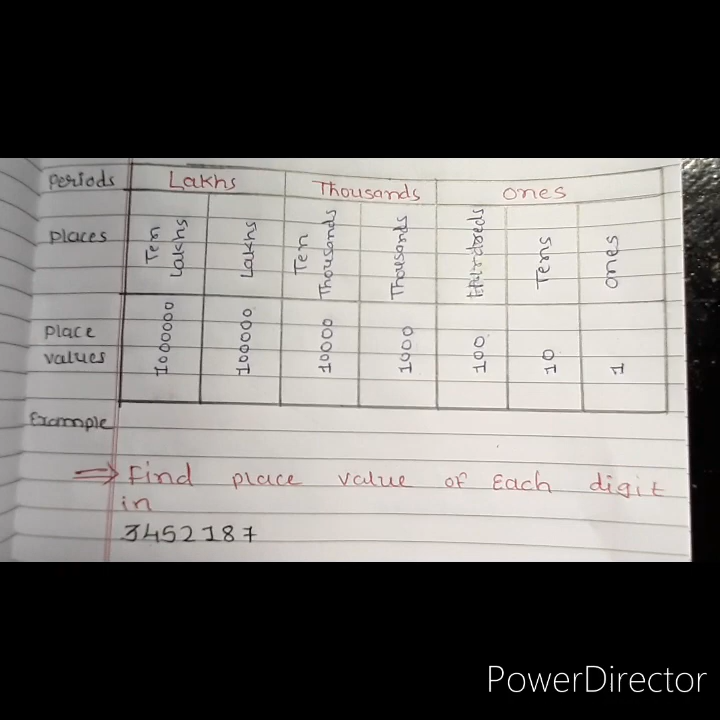 Periods Lakhs Thousands ones
Places Ten Lakhs Lakhs Ten Thousands Thousands Hundreds Tens ones
place values 1000000 100000 10000 1000 100 10 1
Example
⇒ Find place value of Each digit
in
3452187
PowerDirector